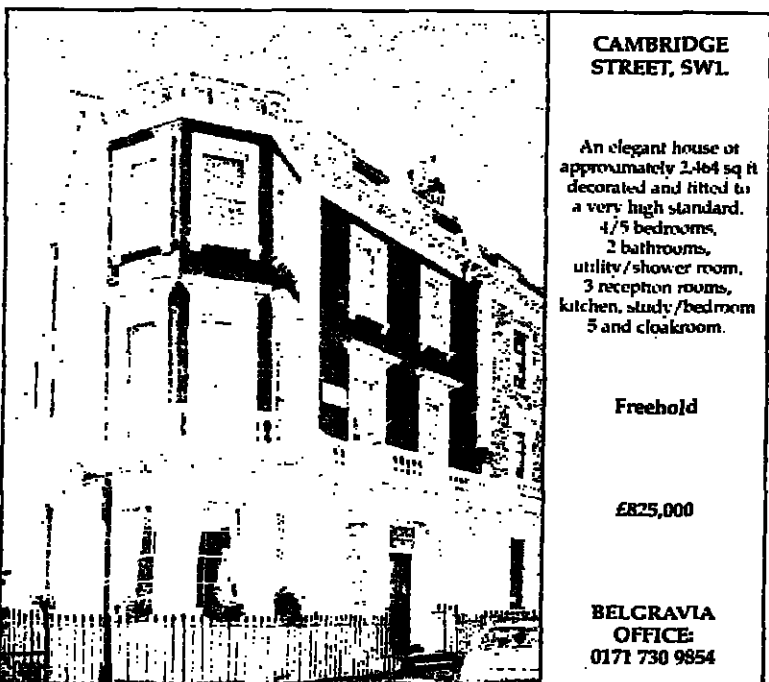 CAMBRIDGE
STREET, SW1.
An elegant house of
approximately 2,464 sq ft
decorated and fitted to
a very high standard.
4/5 bedrooms,
2 bathrooms,
utility/shower room,
3 reception rooms,
kitchen, study/bedroom
5 and cloakroom.
Freehold
£825,000
BELGRAVIA
OFFICE:
0171 730 9854